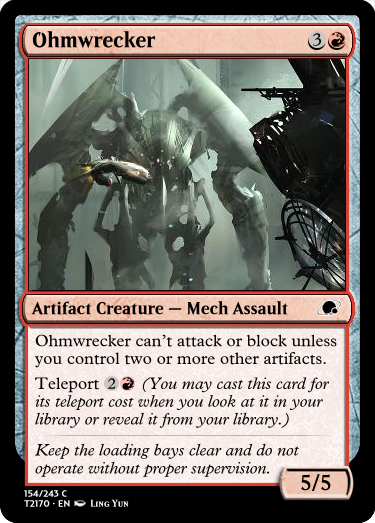 Ohmwrecker 3
Artifact Creature — Mech Assault
Ohmwrecker can't attack or block unless
you control two or more other artifacts.
Teleport 2 (You may cast this card for
its teleport cost when you look at it in your
library or reveal it from your library.)
Keep the loading bays clear and do not
operate without proper supervision.
5/5
154/243 C
T2170 • EN Ling Yun